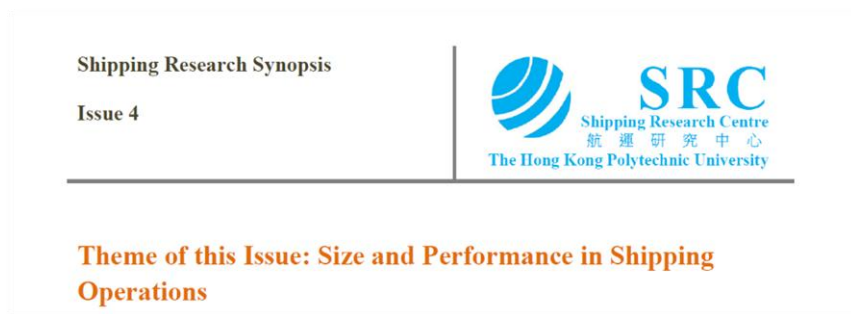 Shipping Research Synopsis
Issue 4
SRC
Shipping Research Centre
航運研究中心
The Hong Kong Polytechnic University
Theme of this Issue: Size and Performance in Shipping
Operations